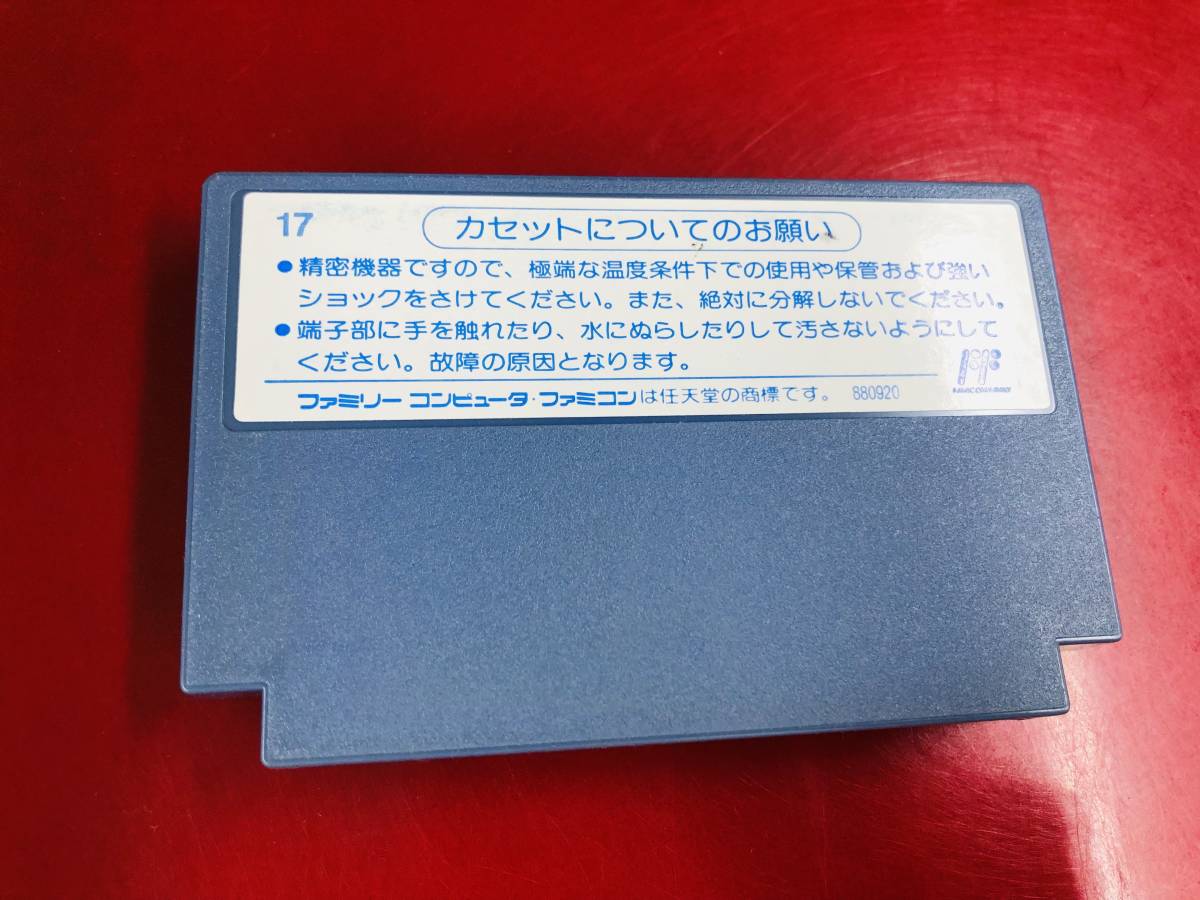 17
カセットについてのお願い
●精密機器ですので、極端な温度条件下での使用や保管および強い
ショックをさけてください。また、絶対に分解しないでください。
●端子部に手を触れたり、水にぬらしたりして汚さないようにして
ください。故障の原因となります。
ファミリー コンピュータ・ファミコンは任天堂の商標です。 880920